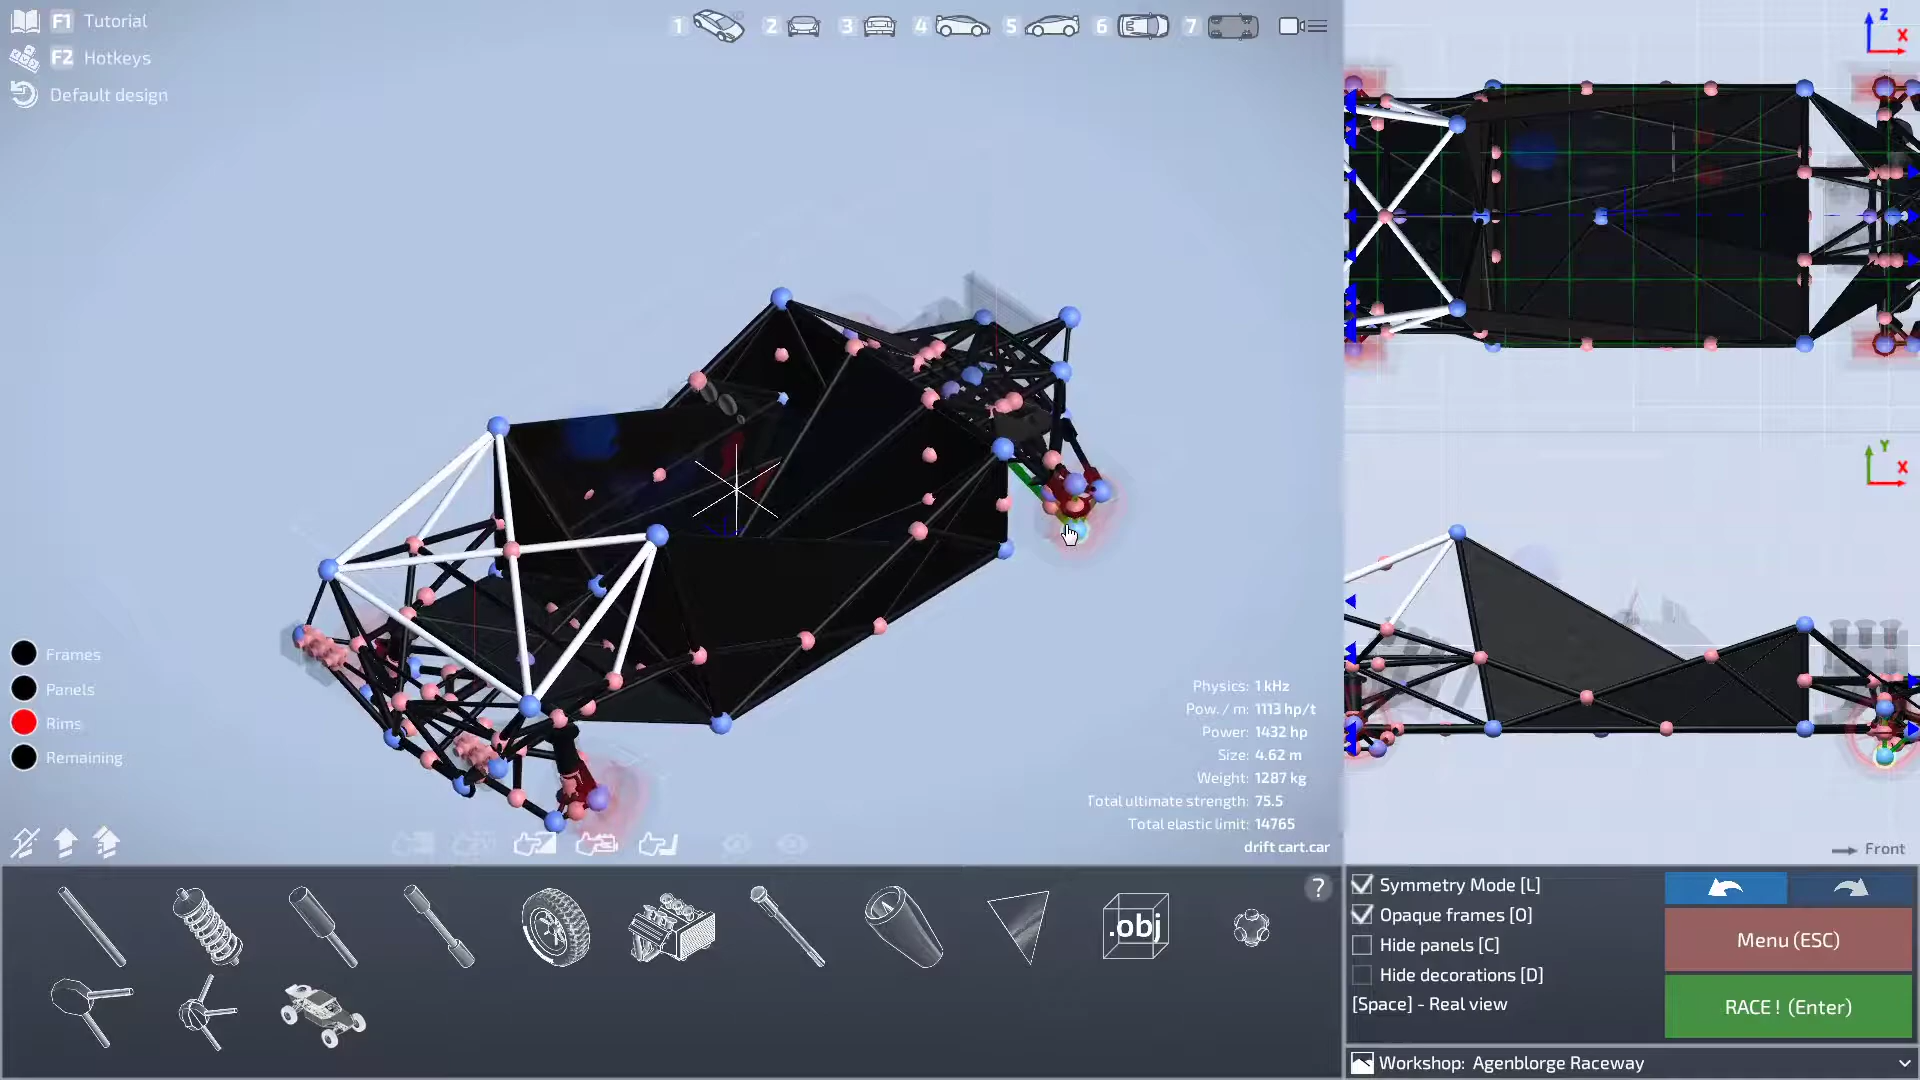 F1 Tutorial
F2 Hotkeys
Default design
1 2 3 4 5 6 7
Z
X
Y
X
Frames
Panels
Rims
Remaining
Physics: 1 kHz
Pow. / m: 1113 hp/t
Power: 1432 hp
Size: 4.62 m
Weight: 1287 kg
Total ultimate strength: 75.5
Total elastic limit: 14765
drift cart.car
Front
?
.obj
Symmetry Mode [L]
Opaque frames [O]
Hide panels [C]
Hide decorations [D]
[Space] - Real view
Menu (ESC)
RACE ! (Enter)
Workshop: Agenblorge Raceway